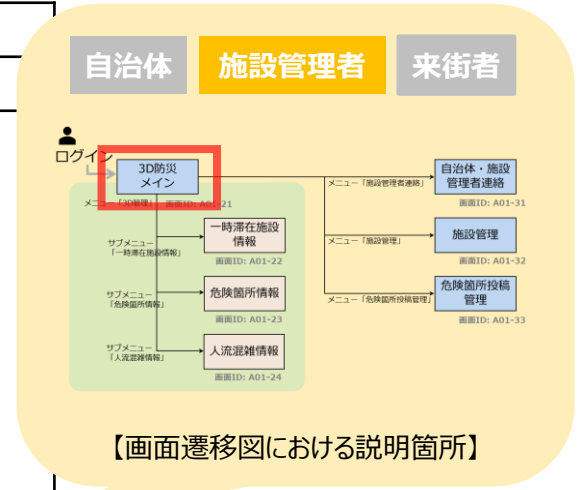 自治体 施設管理者 来街者
ログイン
3D防災
メイン
メニュー「3D管理」 画面ID: A01-21
サブメニュー
「一時滞在施設情報」
一時滞在施設
情報
画面ID: A01-22
サブメニュー
「危険箇所情報」
危険箇所情報
画面ID: A01-23
サブメニュー
「人流混雑情報」
人流混雑情報
画面ID: A01-24
メニュー「施設管理者連絡」
自治体・施設
管理者連絡
画面ID: A01-31
メニュー「施設管理」
施設管理
画面ID: A01-32
メニュー「危険箇所投稿管理」
危険箇所投稿
管理
画面ID: A01-33
【画面遷移図における説明箇所】